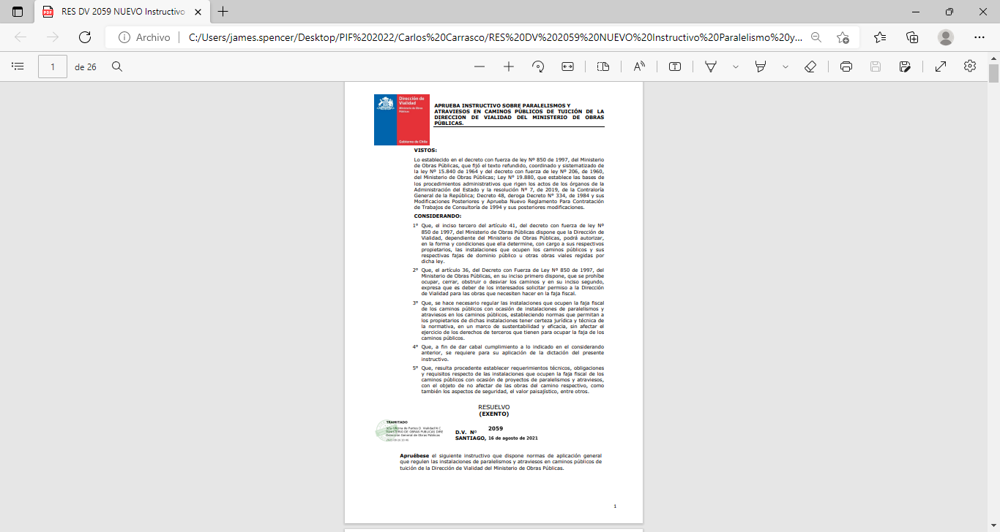 RES DV 2059 NUEVO Instructivo
Archivo
C:/Users/james.spencer/Desktop/PIF%202022/Carlos%20Carrasco/RES%20DV%202059%20NUEVO%20Instructivo%20Paralelismo%20y...
1 de 26
Dirección de
Vialidad
Ministerio de Obras
Públicas
Gobierno de Chile
APRUEBA INSTRUCTIVO SOBRE PARALELISMOS Y
ATRAVIESOS EN CAMINOS PÚBLICOS DE TUICIÓN DE LA
DIRECCION DE VIALIDAD DEL MINISTERIO DE OBRAS
PÚBLICAS.
VISTOS:
Lo establecido en el decreto con fuerza de ley Nº 850 de 1997, del Ministerio
de Obras Públicas, que fijó el texto refundido, coordinado y sistematizado de
la ley Nº 15.840 de 1964 y del decreto con fuerza de ley Nº 206, de 1960,
del Ministerio de Obras Públicas; Ley N° 19.880, que establece las bases de
los procedimientos administrativos que rigen los actos de los órganos de la
Administración del Estado y la resolución Nº 7, de 2019, de la Contraloría
General de la República; Decreto 48, deroga Decreto N° 334, de 1984 y sus
Modificaciones Posteriores y Aprueba Nuevo Reglamento Para Contratación
de Trabajos de Consultoría de 1994 y sus posteriores modificaciones.
CONSIDERANDO:
1° Que, el inciso tercero del artículo 41, del decreto con fuerza de ley Nº
850 de 1997, del Ministerio de Obras Públicas dispone que la Dirección de
Vialidad, dependiente del Ministerio de Obras Públicas, podrá autorizar,
en la forma y condiciones que ella determine, con cargo a sus respectivos
propietarios, las instalaciones que ocupen los caminos públicos y sus
respectivas fajas de dominio público u otras obras viales regidas por
dicha ley.
2° Que, el artículo 36, del Decreto con Fuerza de Ley Nº 850 de 1997, del
Ministerio de Obras Públicas, en su inciso primero dispone, que se prohíbe
ocupar, cerrar, obstruir o desviar los caminos y en su inciso segundo,
expresa que es deber de los interesados solicitar permiso a la Dirección
de Vialidad para las obras que necesiten hacer en la faja fiscal.
3° Que, se hace necesario regular las instalaciones que ocupen la faja fiscal
de los caminos públicos con ocasión de instalaciones de paralelismos y
atraviesos en los caminos públicos, estableciendo normas que permitan a
los propietarios de dichas instalaciones tener certeza jurídica y técnica de
la normativa, en un marco de sustentabilidad y eficacia, sin afectar el
ejercicio de los derechos de terceros que tienen para ocupar la faja de los
caminos públicos.
4° Que, a fin de dar cabal cumplimiento a lo indicado en el considerando
anterior, se requiere para su aplicación de la dictación del presente
instructivo.
5° Que, resulta procedente establecer requerimientos técnicos, obligaciones
y requisitos respecto de las instalaciones que ocupen la faja fiscal de los
caminos públicos con ocasión de proyectos de paralelismos y atraviesos,
con el objeto de no afectar de las obras del camino respectivo, como
también los aspectos de seguridad, el valor paisajístico, entre otros.
RESUELVO
(EXENTO)
TRAMITADO
Oficina de Partes D. Vialidad N.C
MINISTERIO DE OBRAS PUBLICAS DIRE
Dirección General de Obras Públicas
2059
D.V. Nº
SANTIAGO, 16 de agosto de 2021
Apruébese el siguiente instructivo que dispone normas de aplicación general
que regulen las instalaciones de paralelismos y atraviesos en caminos públicos de
tuición de la Dirección de Vialidad del Ministerio de Obras Públicas.
1